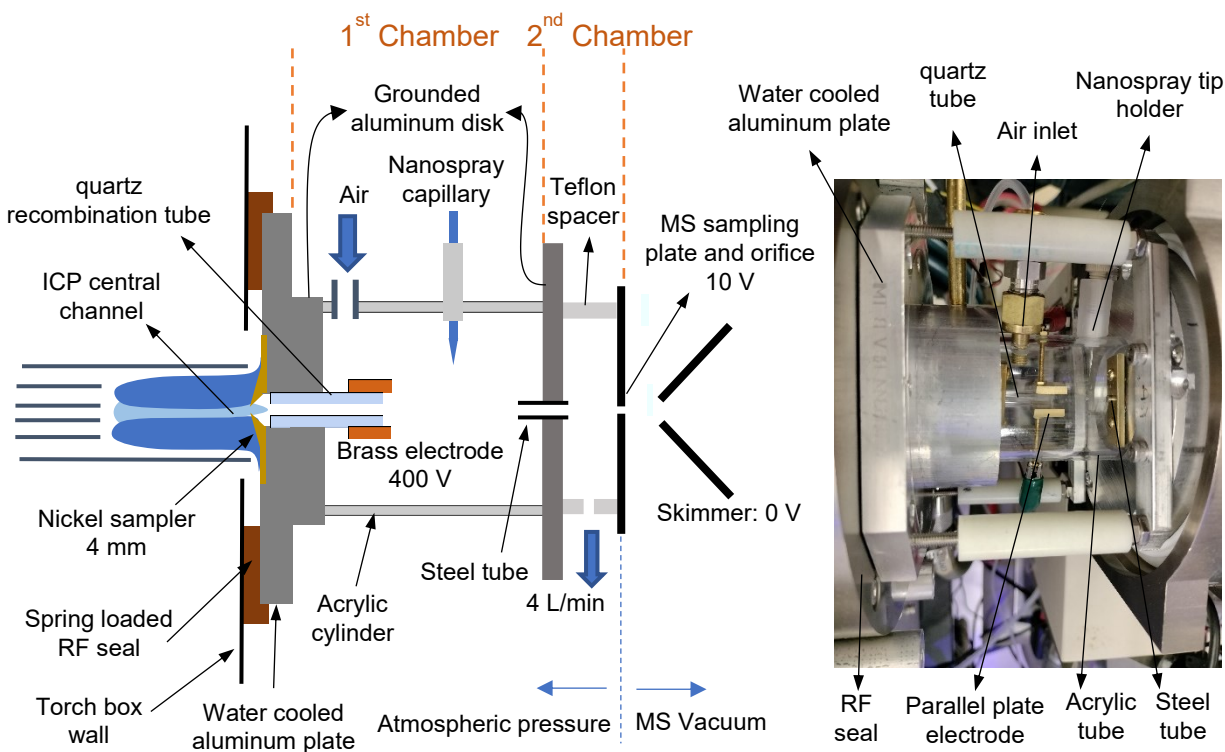 1st Chamber
2nd Chamber
Grounded
aluminum disk
Nanospray
capillary
Teflon
spacer
Air
quartz
recombination tube
ICP central
channel
MS sampling
plate and orifice
10 V
Brass electrode
400 V
Skimmer: 0 V
Nickel sampler
4 mm
Steel tube
4 L/min
Spring loaded
RF seal
Acrylic
cylinder
Torch box
wall
Water cooled
aluminum plate
Atmospheric pressure
MS Vacuum
Water cooled
aluminum plate
quartz
tube
Air inlet
Nanospray tip
holder
RF
seal
Parallel plate
electrode
Acrylic
tube
Steel
tube